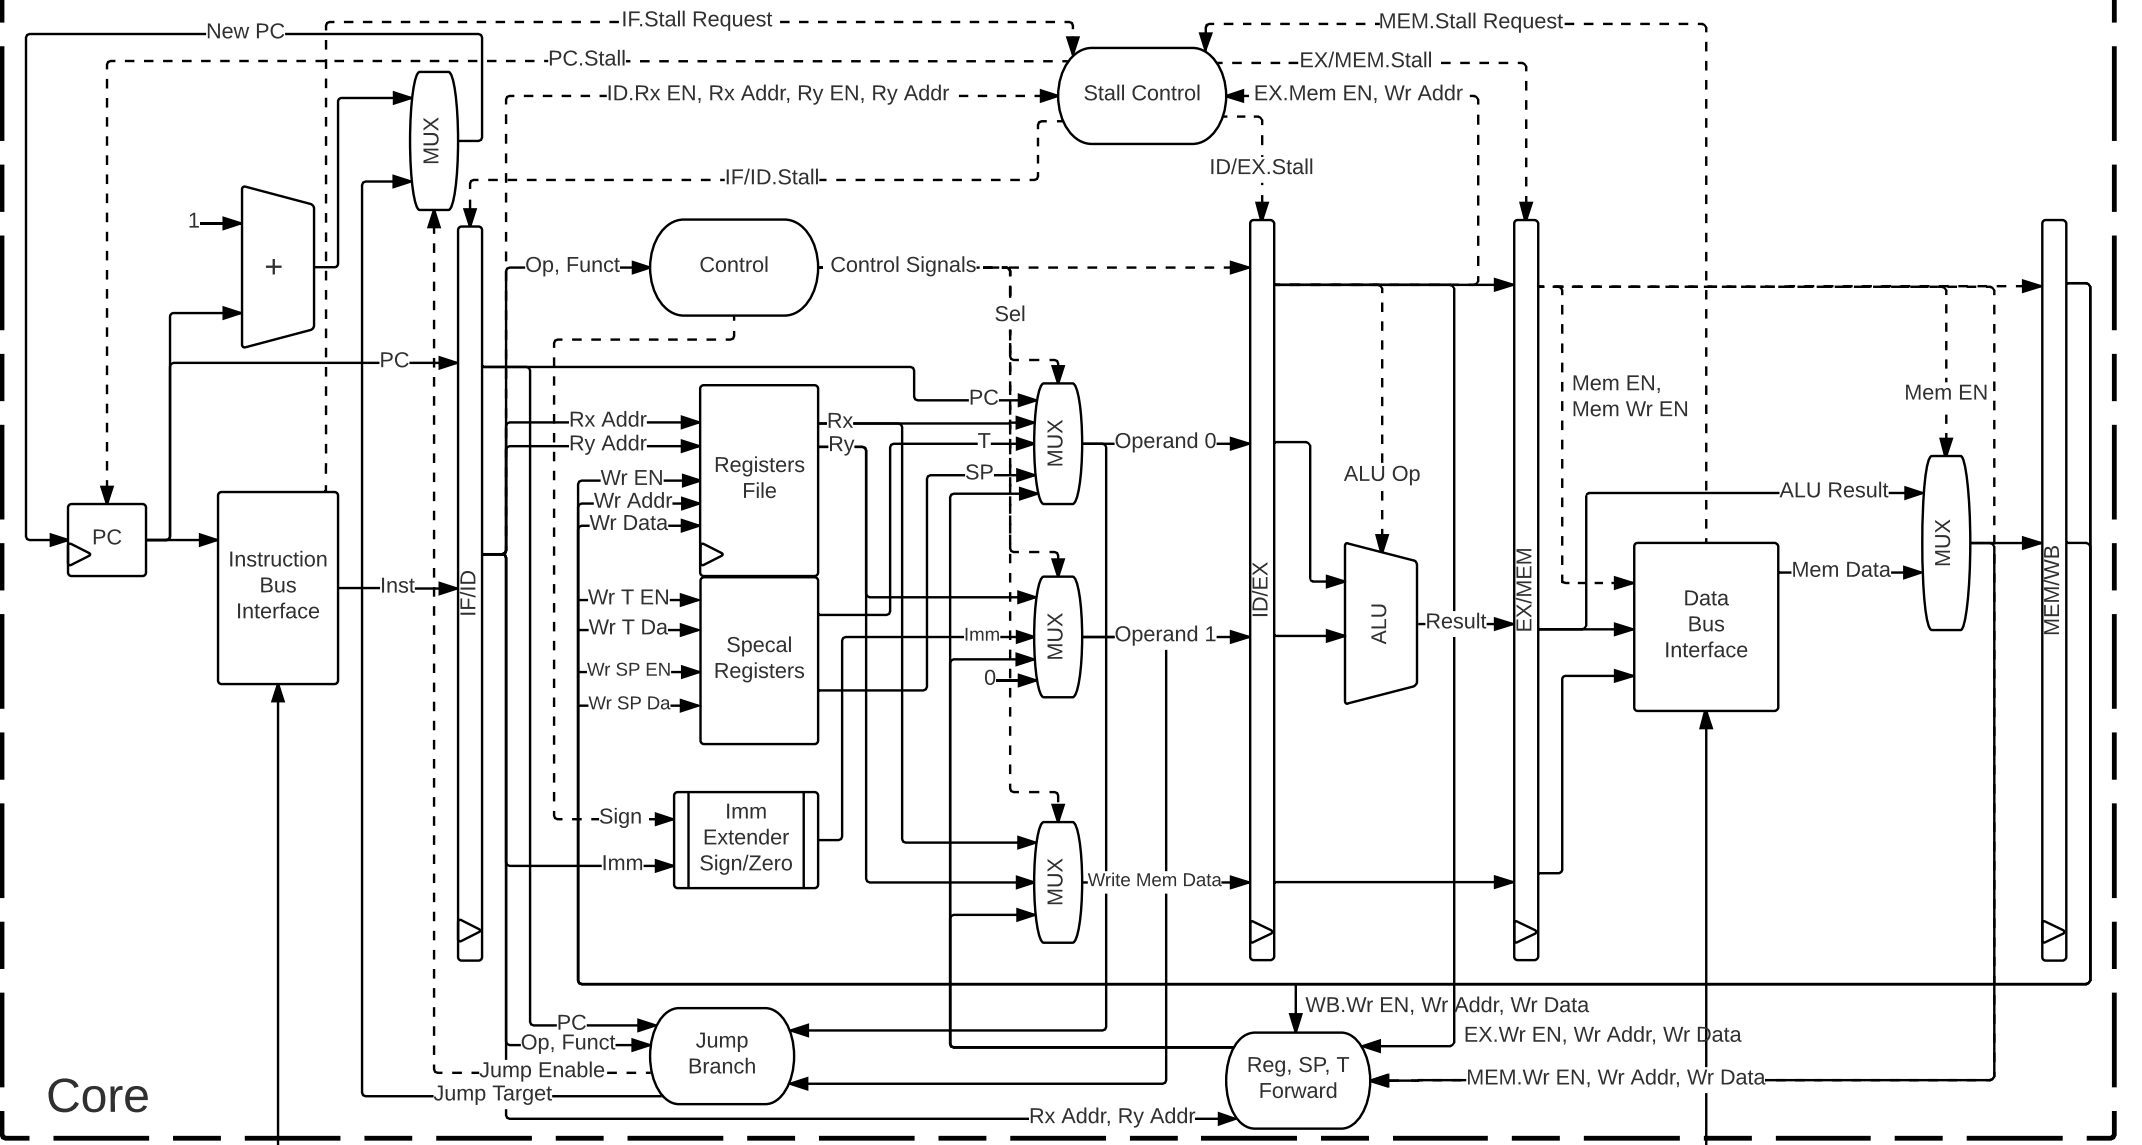 IF.Stall Request
MEM.Stall Request
New PC
PC.Stall
EX/MEM.Stall
ID.Rx EN, Rx Addr, Ry EN, Ry Addr
Stall Control
EX.Mem EN, Wr Addr
MUX
IF/ID.Stall
ID/EX.Stall
1
+
Op, Funct
Control
Control Signals
Sel
PC
Mem EN,
Mem Wr EN
Mem EN
PC
Rx Addr
Ry Addr
Rx
Ry
T
SP
MUX
Operand 0
Registers
File
Wr EN
Wr Addr
Wr Data
ALU Op
ALU Result
PC
Instruction
Bus
Interface
Inst
IF/ID
ID/EX
EX/MEM
MUX
MEM/WB
Mem Data
Wr T EN
Wr T Da
Wr SP EN
Wr SP Da
Specal
Registers
Imm
0
MUX
Operand 1
ALU
Result
Data
Bus
Interface
Sign
Imm
Imm
Extender
Sign/Zero
MUX
Write Mem Data
WB.Wr EN, Wr Addr, Wr Data
EX.Wr EN, Wr Addr, Wr Data
MEM.Wr EN, Wr Addr, Wr Data
PC
Op, Funct
Jump Enable
Jump Target
Jump
Branch
Reg, SP, T
Forward
Rx Addr, Ry Addr
Core